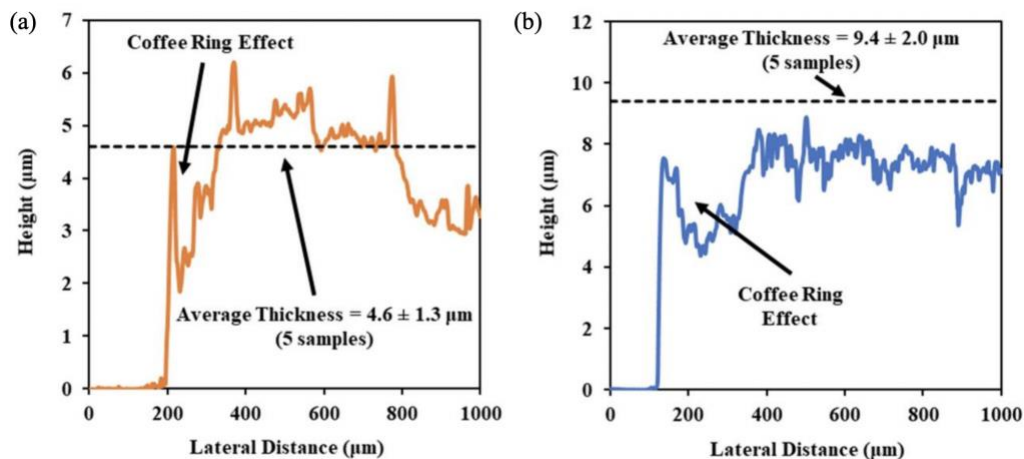 (a)
7
6
5
4
3
2
1
0
Height (µm)
Coffee Ring Effect
Average Thickness = 4.6 ± 1.3 µm
(5 samples)
0 200 400 600 800 1000
Lateral Distance (µm)
(b)
12
10
8
6
4
2
0
Height (µm)
Average Thickness = 9.4 ± 2.0 µm
(5 samples)
Coffee Ring
Effect
0 200 400 600 800 1000
Lateral Distance (µm)